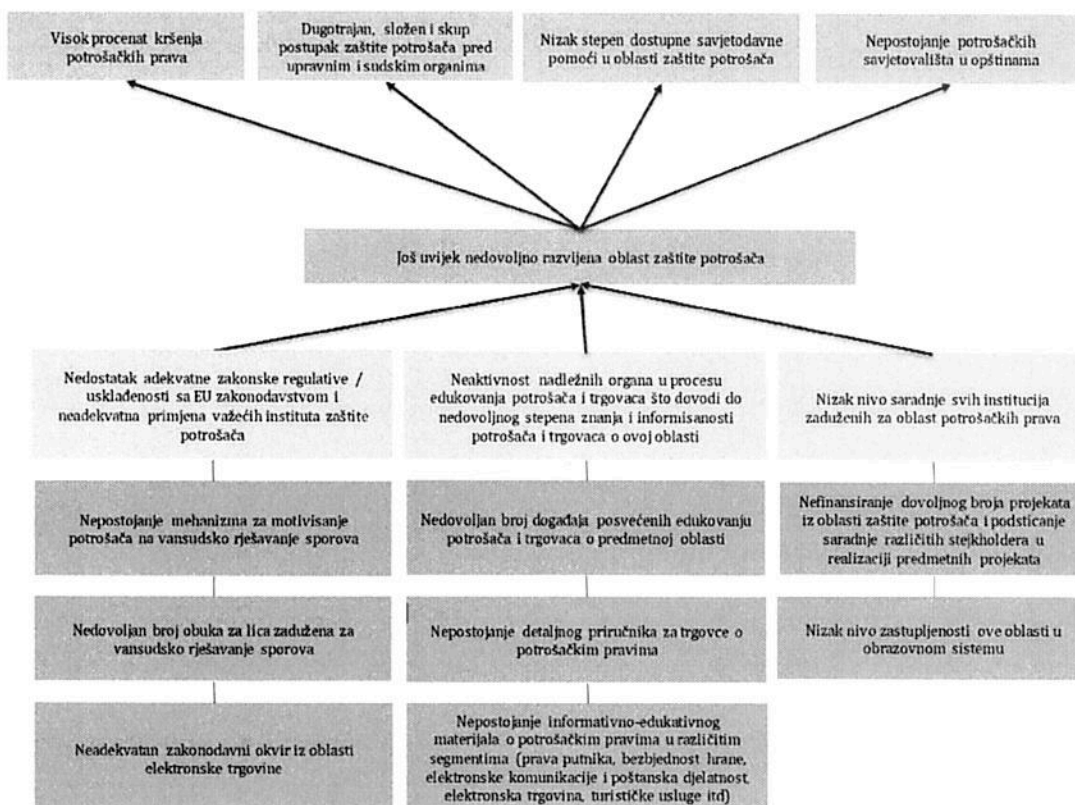 Visok procenat kršenja
potrošačkih prava
Dugotrajan, složen i skup
postupak zaštite potrošača pred
upravnim i sudskim organima
Nizak stepen dostupne savjetodavne
pomoći u oblasti zaštite potrošača
Nepostojanje potrošačkih
savjetovališta u opštinama
Još uvijek nedovoljno razvijena oblast zaštite potrošača
Nedostatak adekvatne zakonske regulative /
usklađenosti sa EU zakonodavstvom i
neadekvatna primjena važećih instituta zaštite
potrošača
Neaktivnost nadležnih organa u procesu
edukovanja potrošača i trgovaca što dovodi do
nedovoljnog stepena znanja i informisanosti
potrošača i trgovaca o ovoj oblasti
Nizak nivo saradnje svih institucija
zaduženih za oblast potrošačkih prava
Nepostojanje mehanizma za motivisanje
potrošača na vansudsko rješavanje sporova
Nedovoljan broj događaja posvećenih edukovanju
potrošača i trgovaca o predmetnoj oblasti
Nefinansiranje dovoljnog broja projekata
iz oblasti zaštite potrošača i podsticanje
saradnje različitih stejkholdera u
realizaciji predmetnih projekata
Nedovoljan broj obuka za lica zadužena za
vansudsko rješavanje sporova
Nepostojanje detaljnog priručnika za trgovce o
potrošačkim pravima
Nizak nivo zastupljenosti ove oblasti u
obrazovnom sistemu
Neadekvatan zakonodavni okvir iz oblasti
elektronske trgovine
Nepostojanje informativno-edukativnog
materijala o potrošačkim pravima u različitim
segmentima (prava putnika, bezbjednost hrane,
elektronske komunikacije i poštanska djelatnost,
elektronska trgovina, turističke usluge itd)